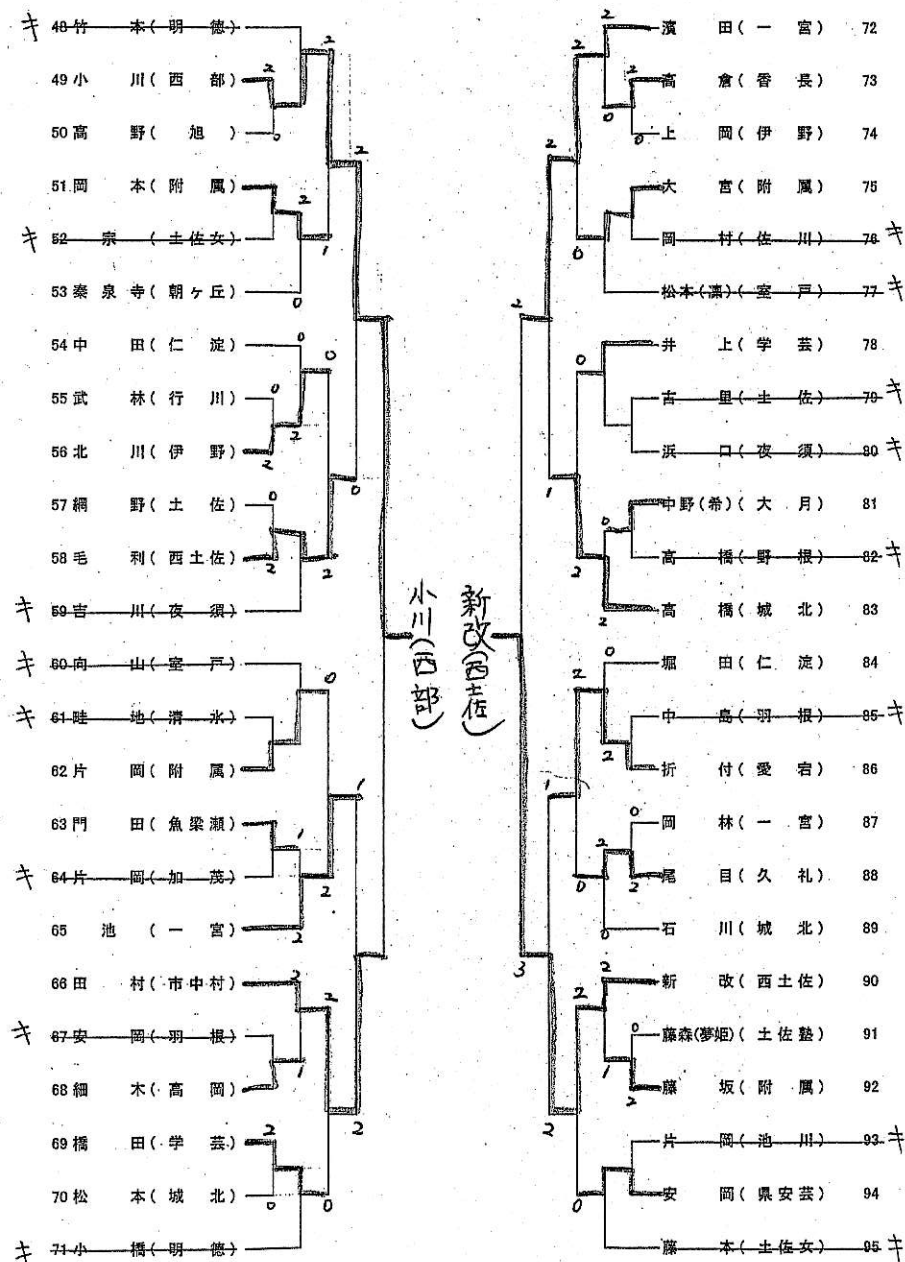 キ 48 竹 本 (明 徳)
49 小 川 (西 部)
50 高 野 ( 旭 )
51 岡 本 (附 属)
キ 52 宗 (土佐女)
53 秦 泉 寺 (朝ヶ丘)
54 中 田 (仁 淀)
55 武 林 (行 川)
56 北 川 (伊 野)
57 綱 野 (土 佐)
58 毛 利 (西土佐)
キ 59 吉 川 (夜 須)
キ 60 向 山 (室 戸)
キ 61 畦 地 (清 水)
62 片 岡 (附 属)
63 門 田 (魚梁瀬)
キ 64 片 岡 (加 茂)
65 池 (一 宮)
66 田 村 (市中村)
キ 67 安 岡 (羽 根)
68 細 木 (高 岡)
69 橋 田 (学 芸)
70 松 本 (城 北)
キ 71 小 橋 (明 徳)
小川(西部)
新改(西土佐)
濱 田 (一 宮) 72
高 倉 (香 長) 73
上 岡 (伊 野) 74
大 宮 (附 属) 75
岡 村 (佐 川) 76 キ
松本(凜) (室 戸) 77 キ
井 上 (学 芸) 78
吉 里 (土 佐) 79 キ
浜 口 (夜 須) 80 キ
中野(希) (大 月) 81
高 橋 (野 根) 82 キ
高 橋 (城 北) 83
堀 田 (仁 淀) 84
中 島 (羽 根) 85 キ
折 付 (愛 宕) 86
岡 林 (一 宮) 87
尾 目 (久 礼) 88
石 川 (城 北) 89
新 改 (西土佐) 90
藤森(夢姫) (土佐塾) 91
藤 坂 (附 属) 92
片 岡 (池 川) 93 キ
安 岡 (県安芸) 94
藤 本 (土佐女) 95 キ